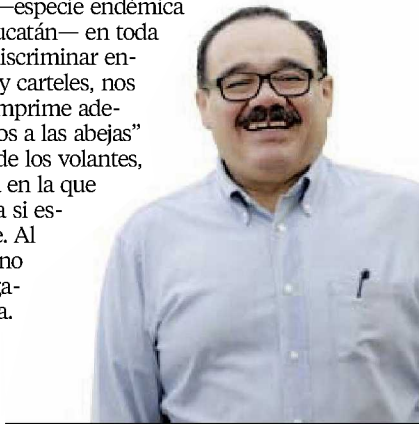 —especie endémica
ucatán— en toda
iscriminar en-
y carteles, nos
mprime ade-
os a las abejas”
de los volantes,
en la que
a si es-
e. Al
no
ga-
a.